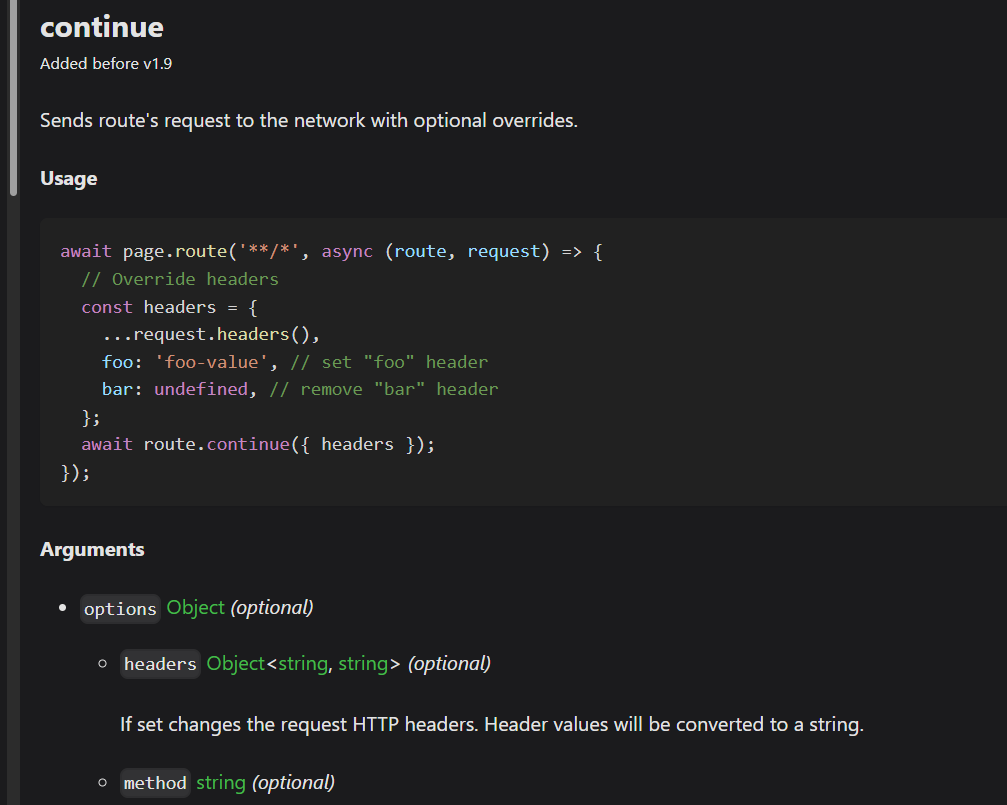 continue
Added before v1.9
Sends route's request to the network with optional overrides.
Usage
await page.route('**/*', async (route, request) => {
  // Override headers
  const headers = {
    ...request.headers(),
    foo: 'foo-value', // set "foo" header
    bar: undefined, // remove "bar" header
  };
  await route.continue({ headers });
});
Arguments
• options Object (optional)
○ headers Object<string, string> (optional)
If set changes the request HTTP headers. Header values will be converted to a string.
○ method string (optional)